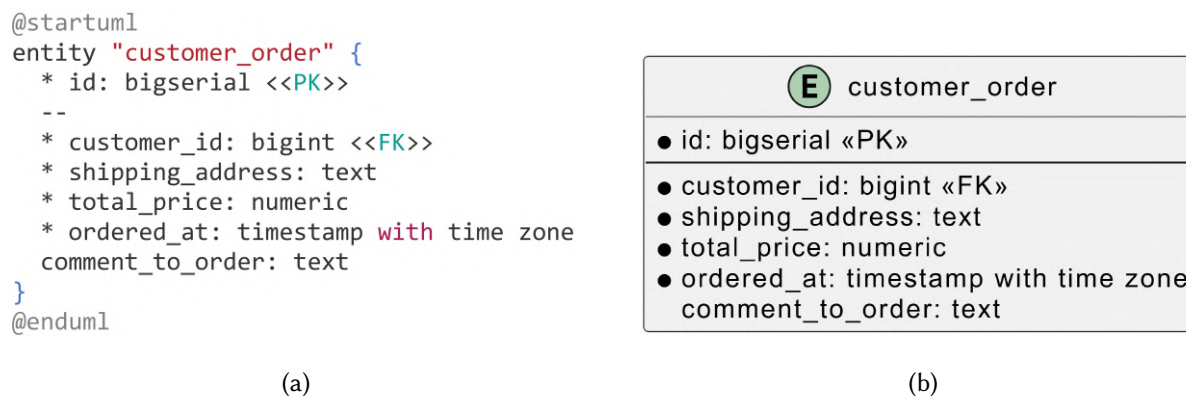 @startuml
entity "customer_order" {
* id: bigserial <<PK>>
--
* customer_id: bigint <<FK>>
* shipping_address: text
* total_price: numeric
* ordered_at: timestamp with time zone
comment_to_order: text
}
@enduml
(a)
E customer_order
● id: bigserial «PK»
● customer_id: bigint «FK»
● shipping_address: text
● total_price: numeric
● ordered_at: timestamp with time zone
comment_to_order: text
(b)